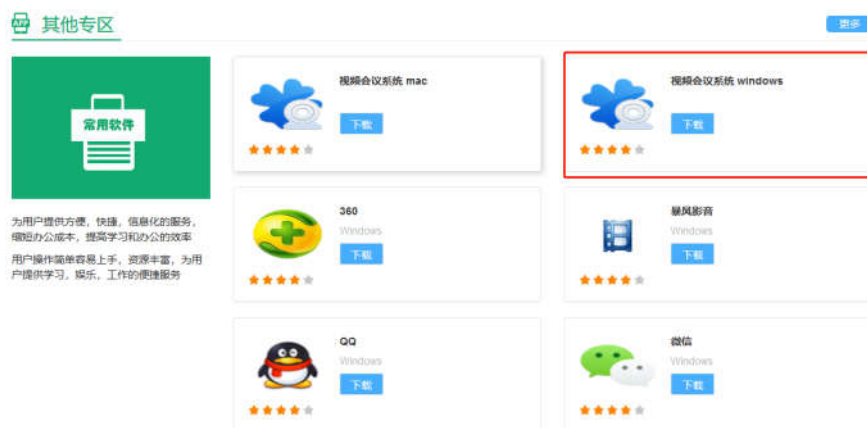 APP 其他专区
更多
常用软件
为用户提供方便，快捷，信息化的服务，
缩短办公成本，提高学习和办公的效率
用户操作简单容易上手，资源丰富，为用
户提供学习，娱乐，工作的便捷服务
视频会议系统 mac
下载
视频会议系统 windows
下载
360
Windows
下载
暴风影音
Windows
下载
QQ
Windows
下载
微信
Windows
下载